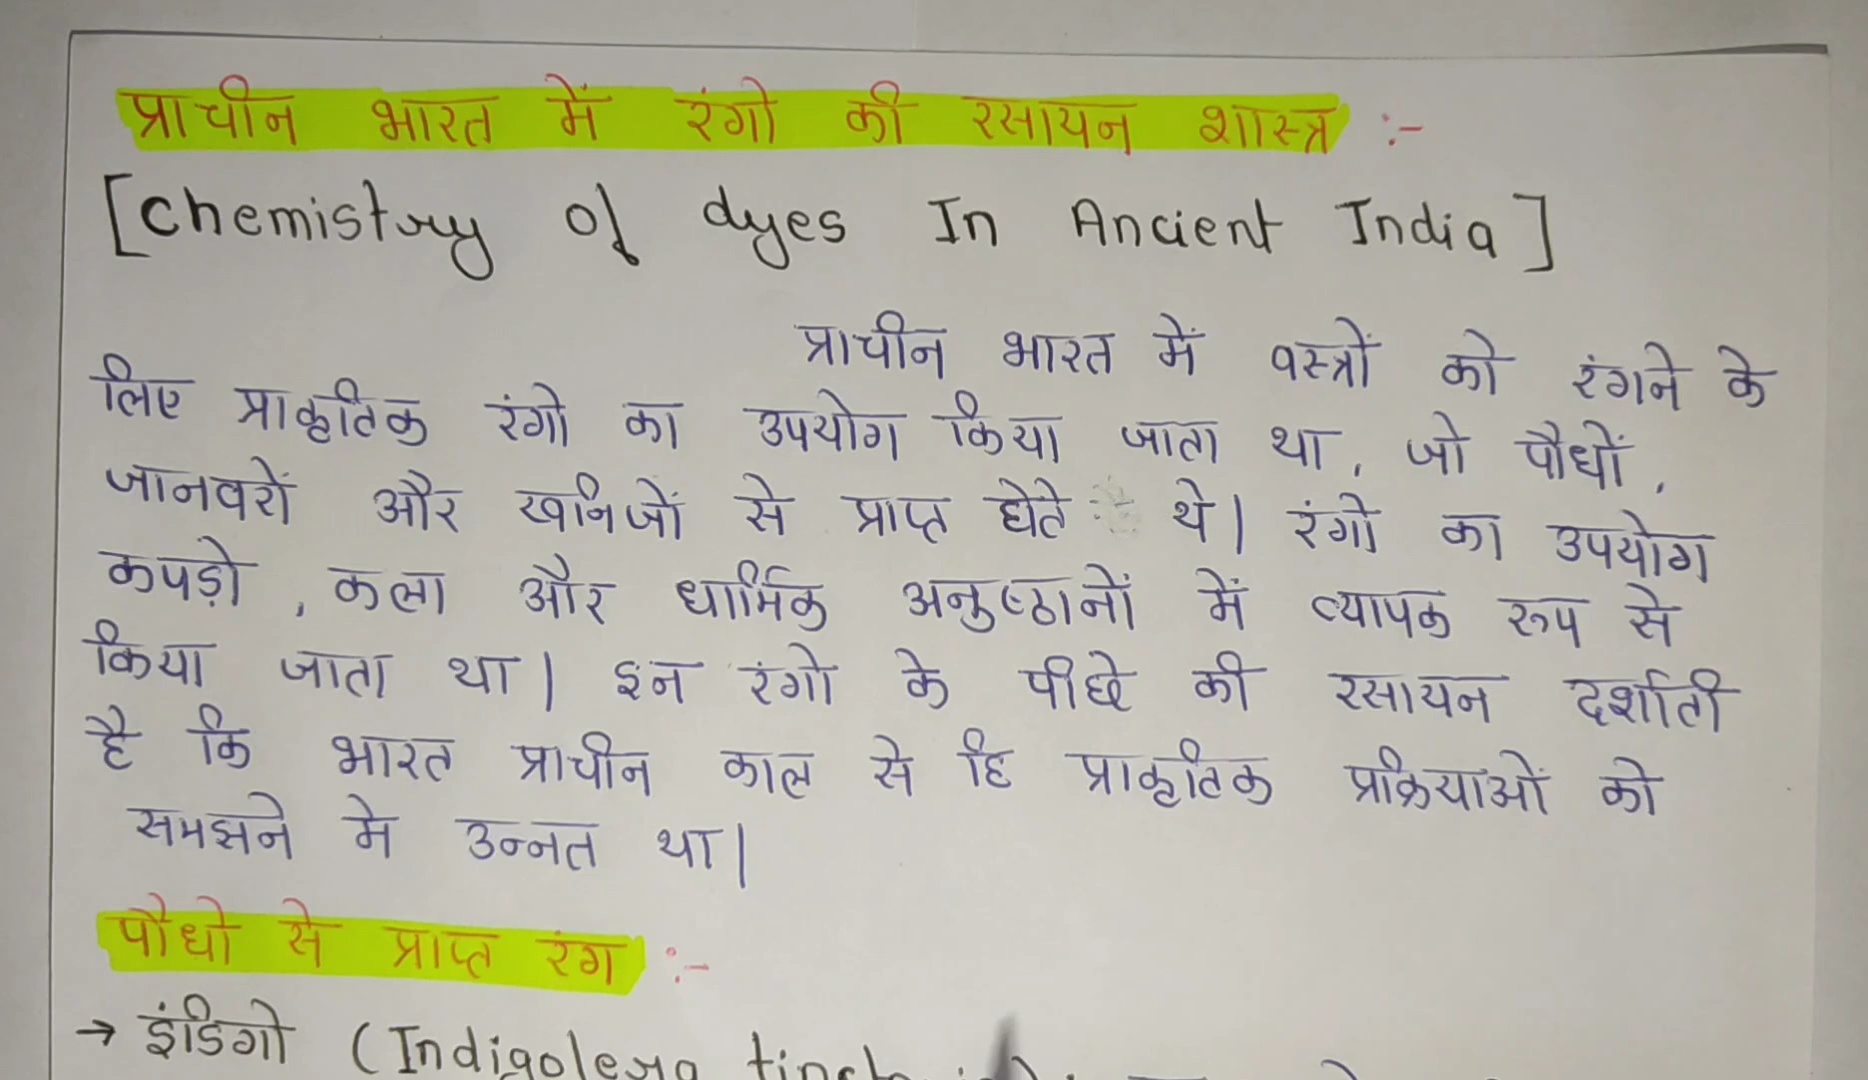 प्राचीन भारत में रंगो की रसायन शास्त्र :-
[Chemistry of dyes In Ancient India]
प्राचीन भारत में वस्त्रों को रंगने के
लिए प्राकृतिक रंगो का उपयोग किया जाता था, जो पौधों,
जानवरों और खनिजों से प्राप्त होते थे। रंगो का उपयोग
कपड़ो, कला और धार्मिक अनुष्ठानों में व्यापक रूप से
किया जाता था। इन रंगो के पीछे की रसायन दर्शाती
है कि भारत प्राचीन काल से हि प्राकृतिक प्रक्रियाओं को
समझने मे उन्नत था।
पौधो से प्राप्त रंग :-
→ इंडिगो (Indigofera